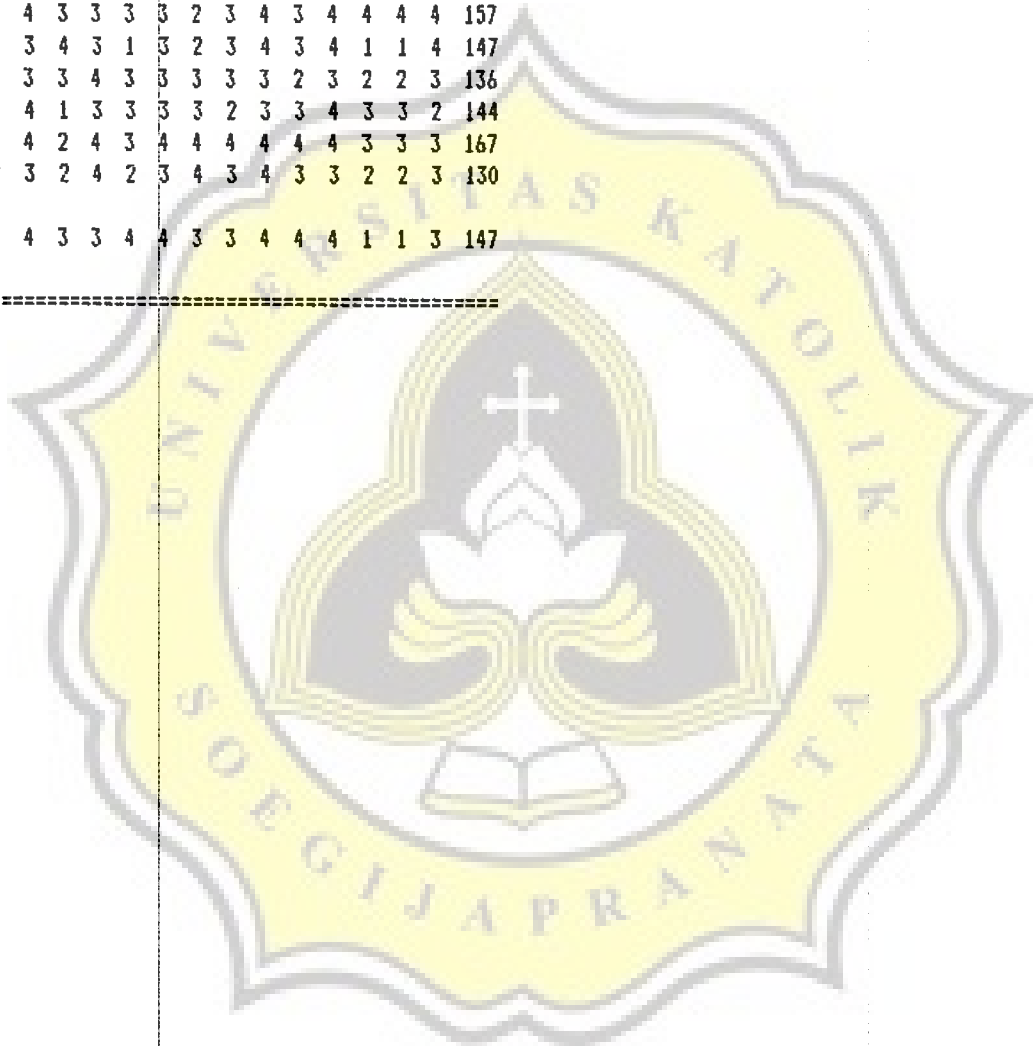 4 3 3 3 3 2 3 4 3 4 4 4 4 157
3 4 3 1 3 2 3 4 3 4 1 1 4 147
3 3 4 3 3 3 3 3 2 3 2 2 3 136
4 1 3 3 3 3 2 3 3 4 3 3 2 144
4 2 4 3 4 4 4 4 4 4 3 3 3 167
3 2 4 2 3 4 3 4 3 3 2 2 3 130
4 3 3 4 4 3 3 4 4 4 1 1 3 147
UNIVERSITAS KATOLIK
SOEGIJAPRANATA